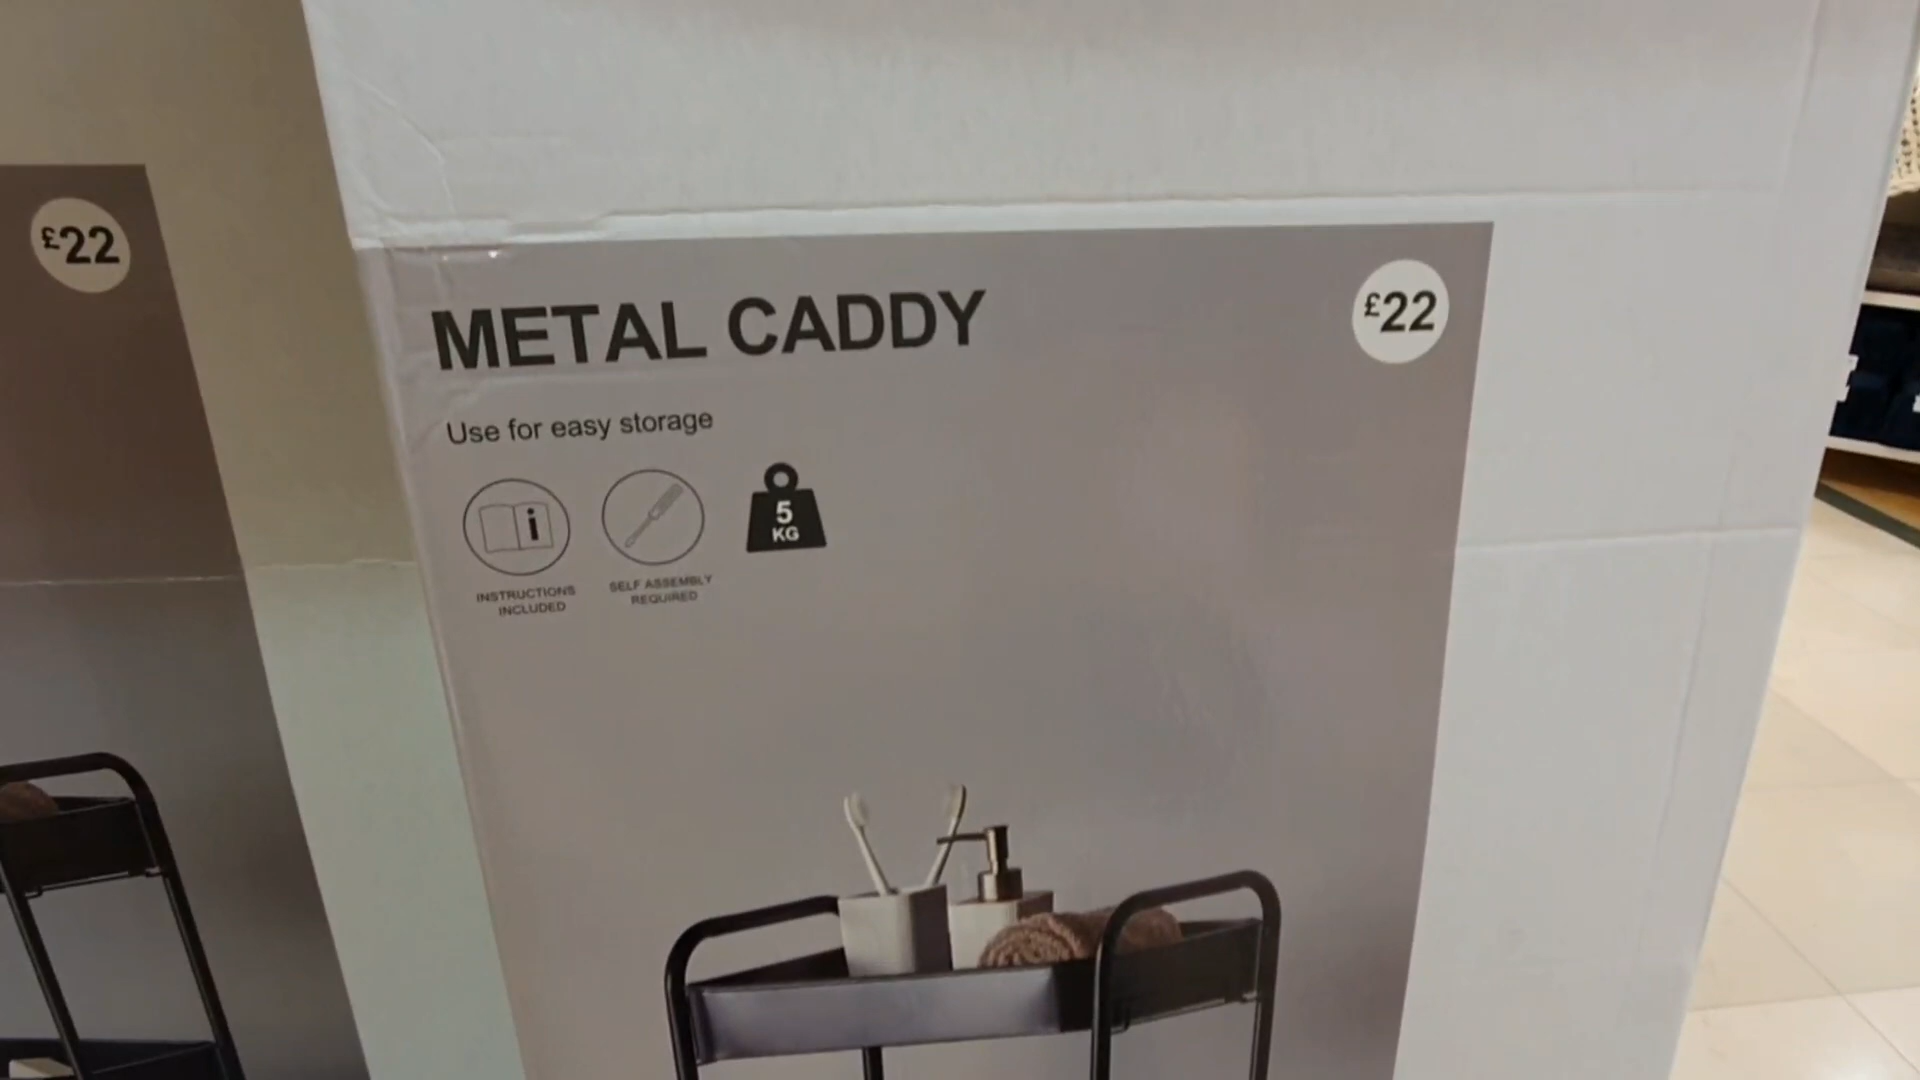 £22
METAL CADDY
£22
Use for easy storage
i
5
KG
INSTRUCTIONS
INCLUDED
SELF ASSEMBLY
REQUIRED